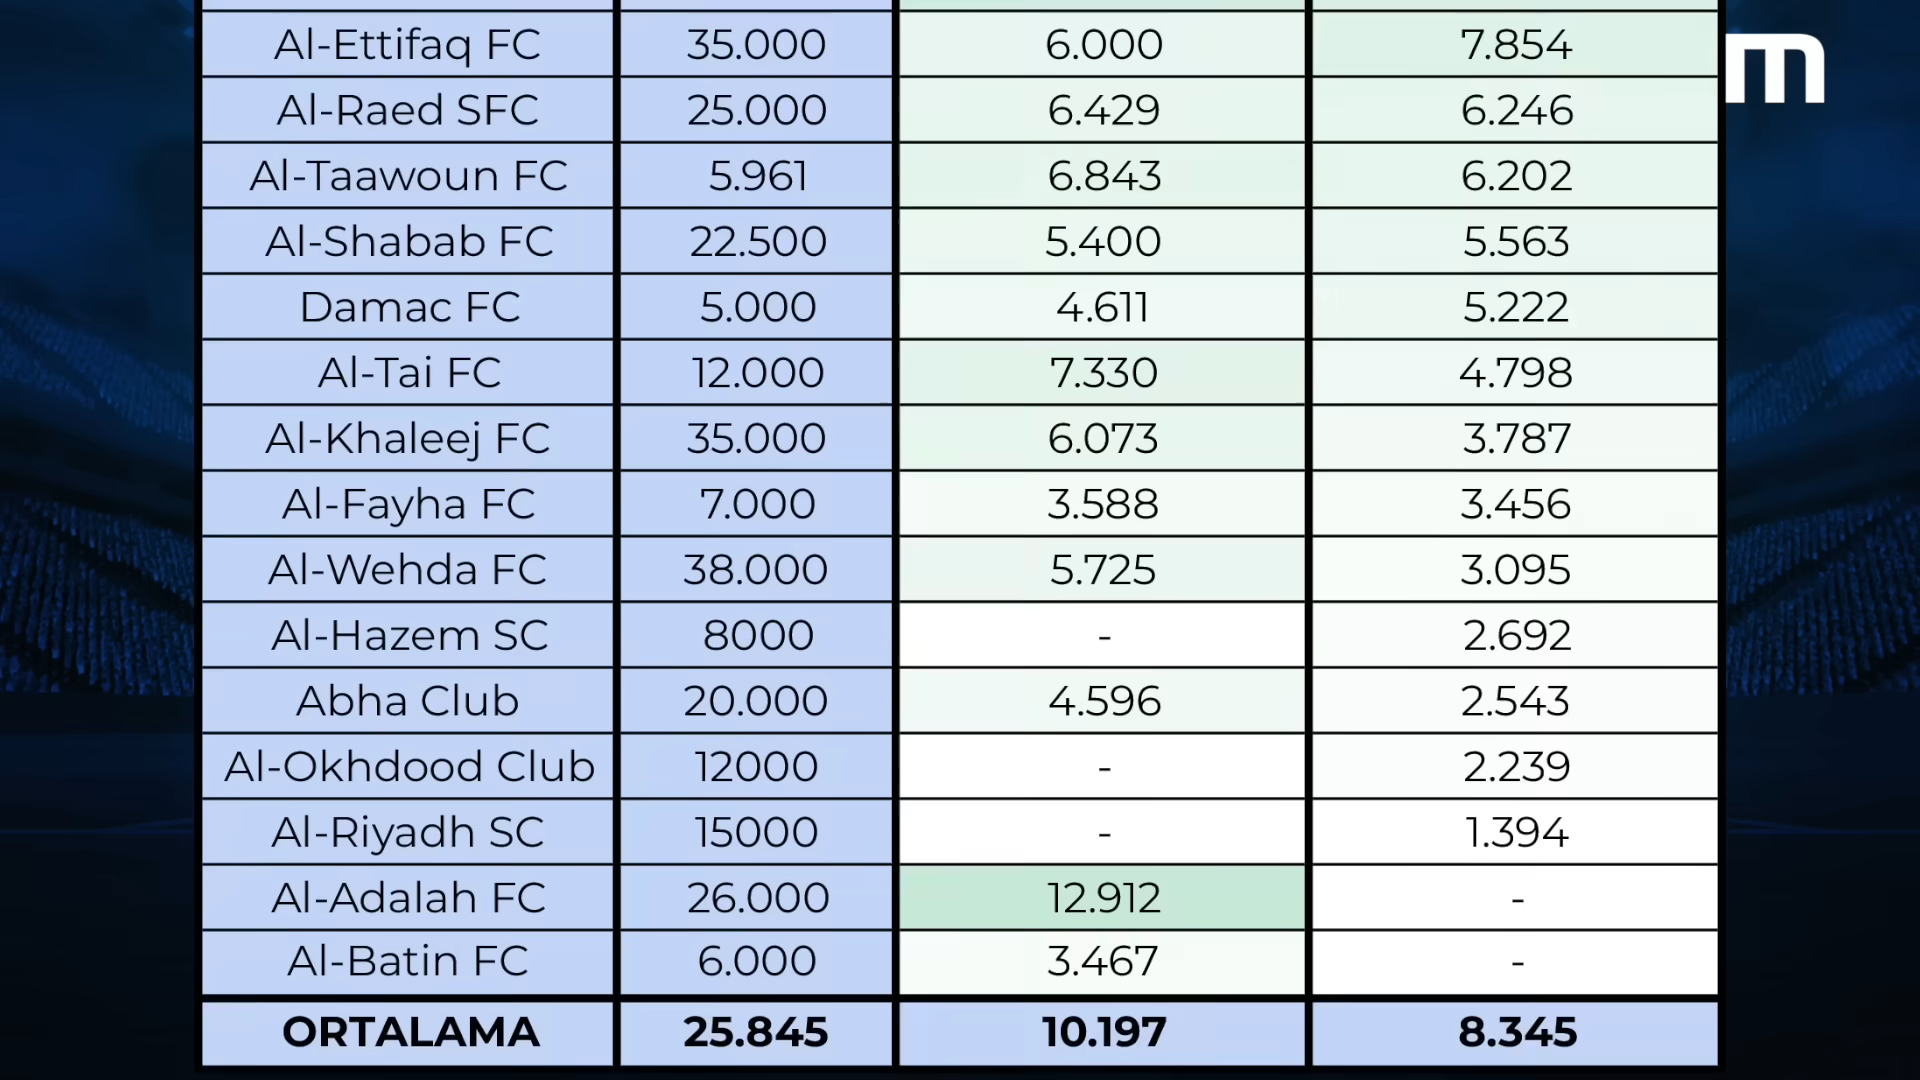 Al-Ettifaq FC 35.000 6.000 7.854
Al-Raed SFC 25.000 6.429 6.246
Al-Taawoun FC 5.961 6.843 6.202
Al-Shabab FC 22.500 5.400 5.563
Damac FC 5.000 4.611 5.222
Al-Tai FC 12.000 7.330 4.798
Al-Khaleej FC 35.000 6.073 3.787
Al-Fayha FC 7.000 3.588 3.456
Al-Wehda FC 38.000 5.725 3.095
Al-Hazem SC 8000 - 2.692
Abha Club 20.000 4.596 2.543
Al-Okhdood Club 12000 - 2.239
Al-Riyadh SC 15000 - 1.394
Al-Adalah FC 26.000 12.912 -
Al-Batin FC 6.000 3.467 -
ORTALAMA 25.845 10.197 8.345